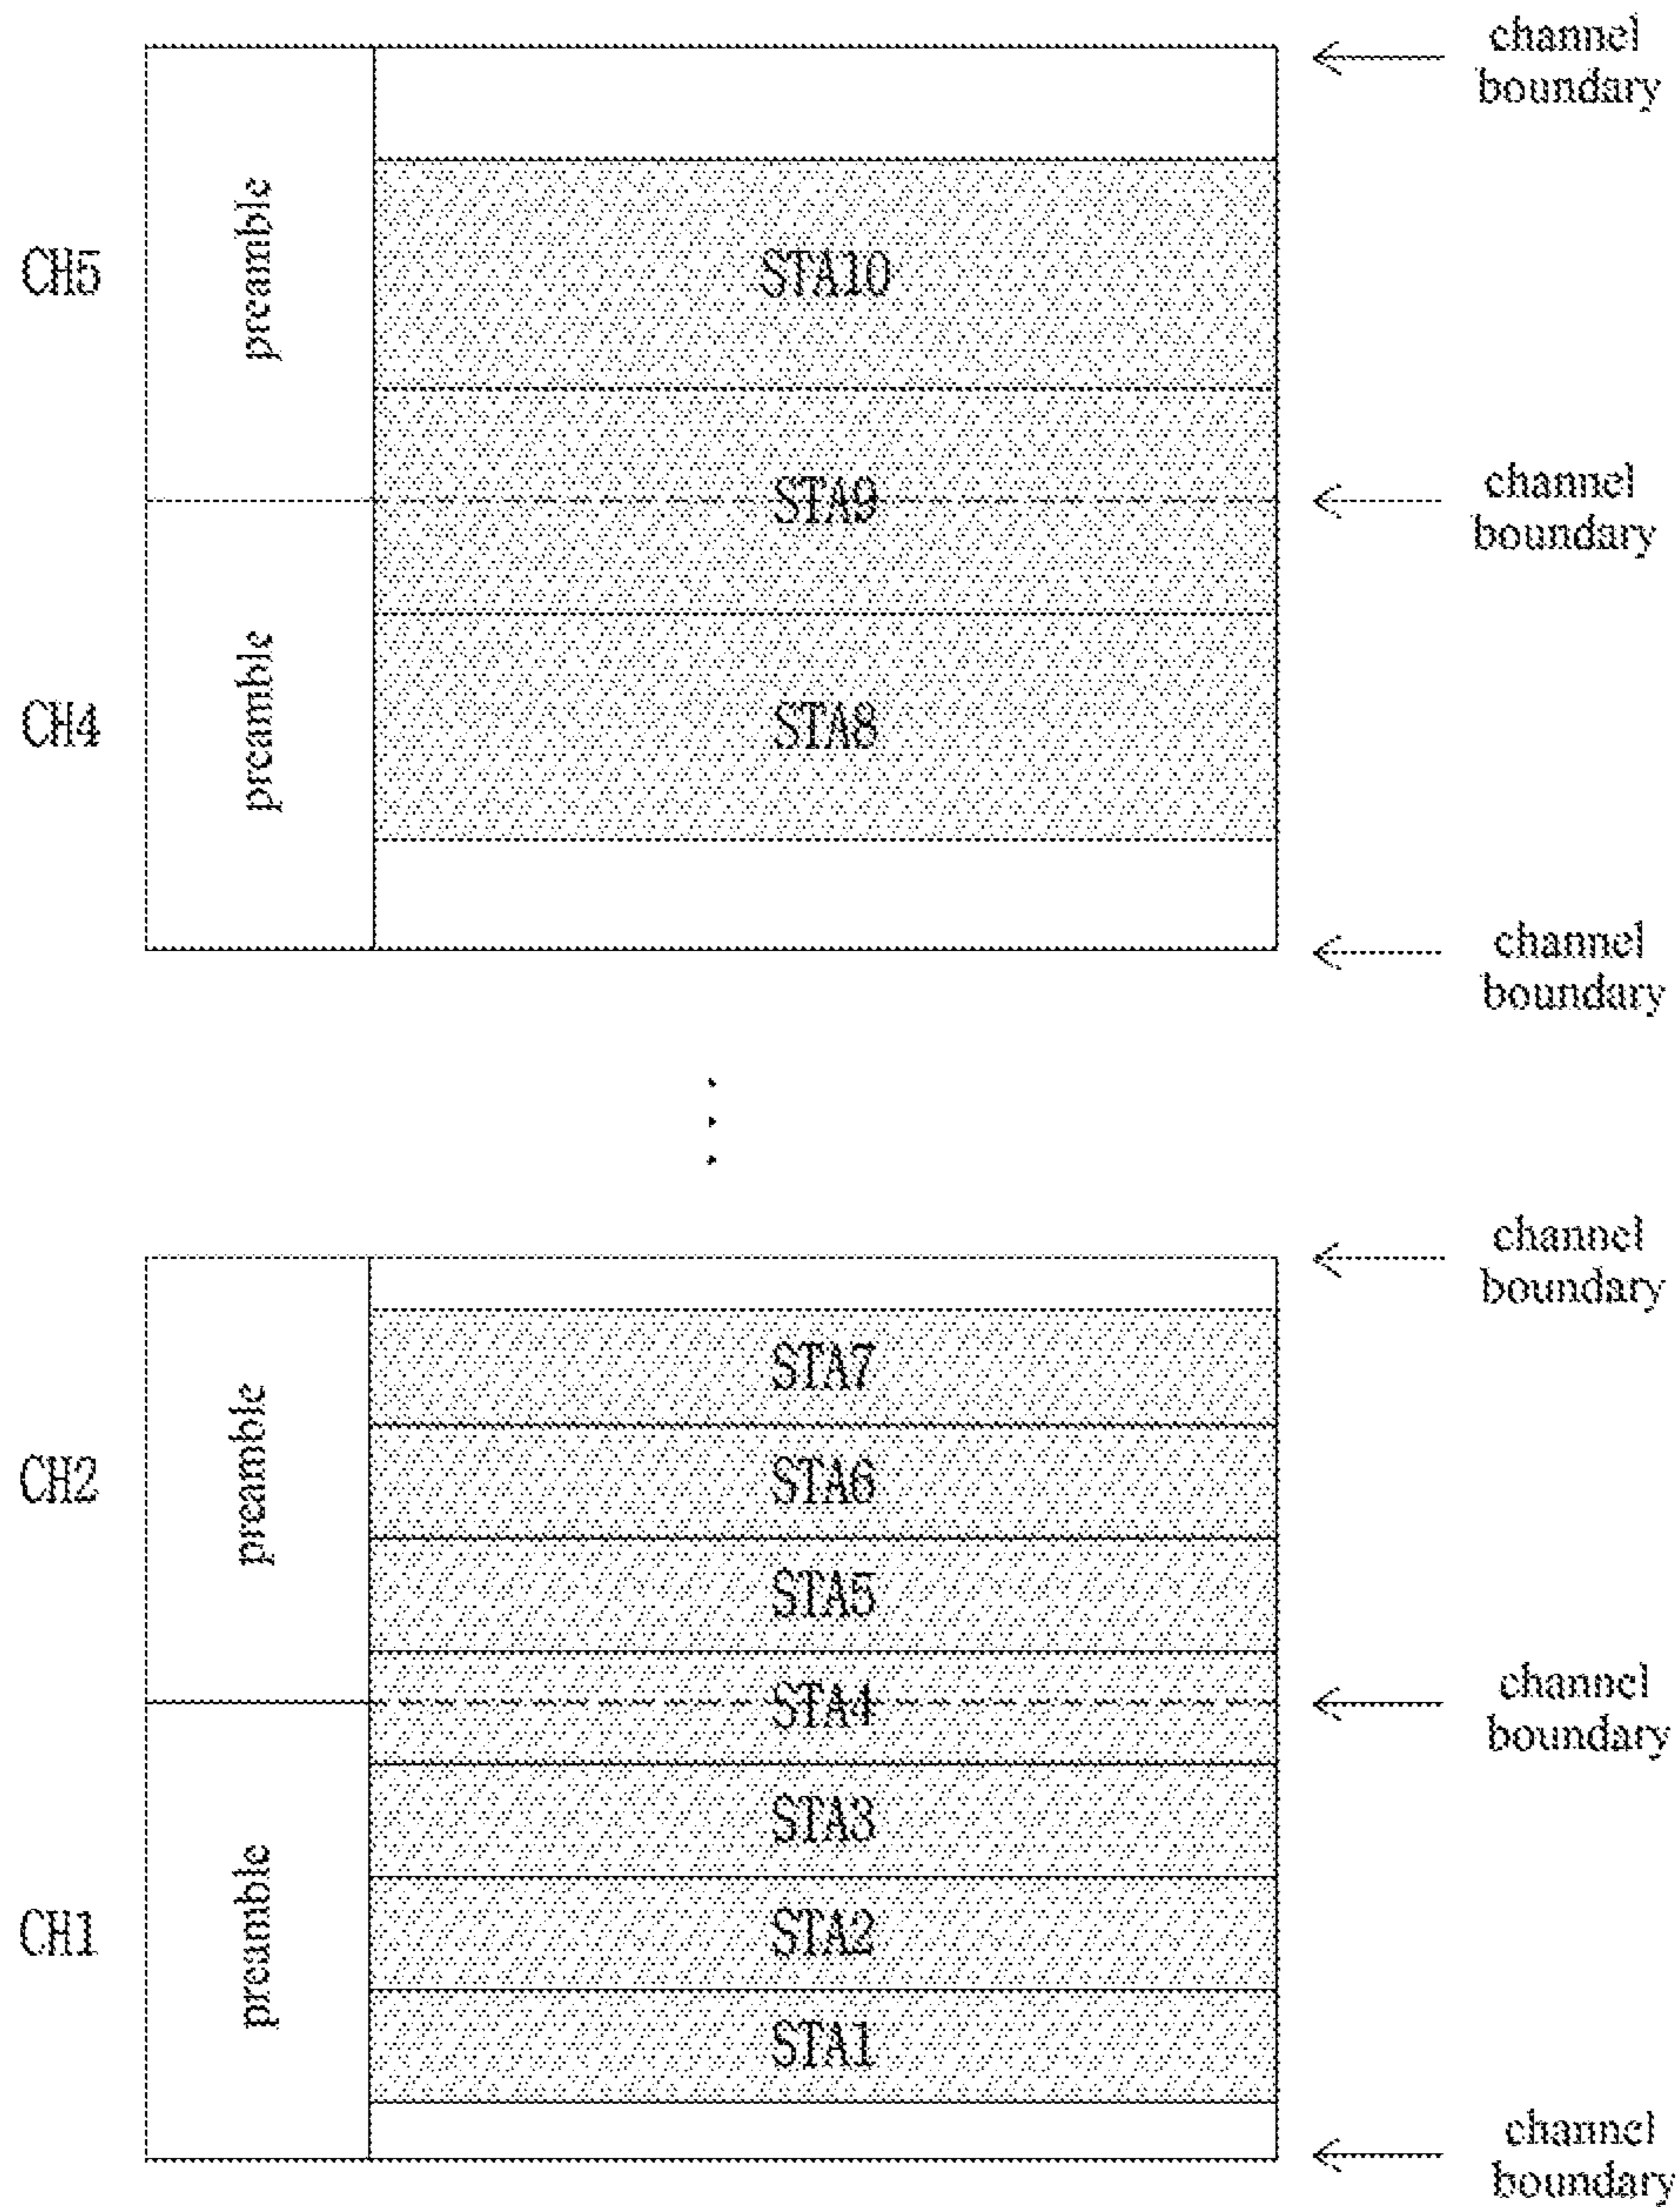 channel
boundary
CH5
preamble
STA10
channel
boundary
STA9
CH4
preamble
STA8
channel
boundary
channel
boundary
CH2
preamble
STA7
STA6
STA5
channel
boundary
STA4
CH1
preamble
STA3
STA2
STA1
channel
boundary